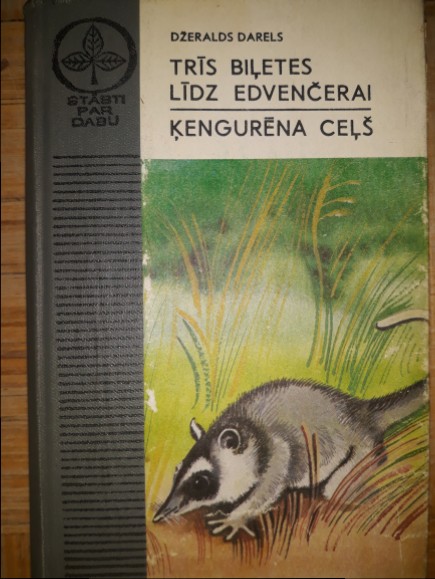 STĀSTI
PAR
DABU
DŽERALDS DARELS
TRĪS BIĻETES
LĪDZ EDVENČERAI
ĶENGURĒNA CEĻŠ